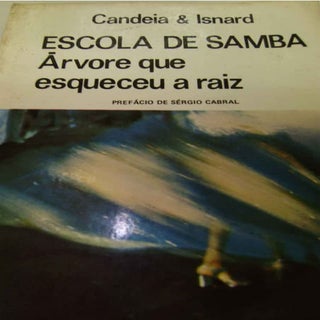 Candeia & Isnard
ESCOLA DE SAMBA
Árvore que
esqueceu a raiz
PREFÁCIO DE SÉRGIO CABRAL